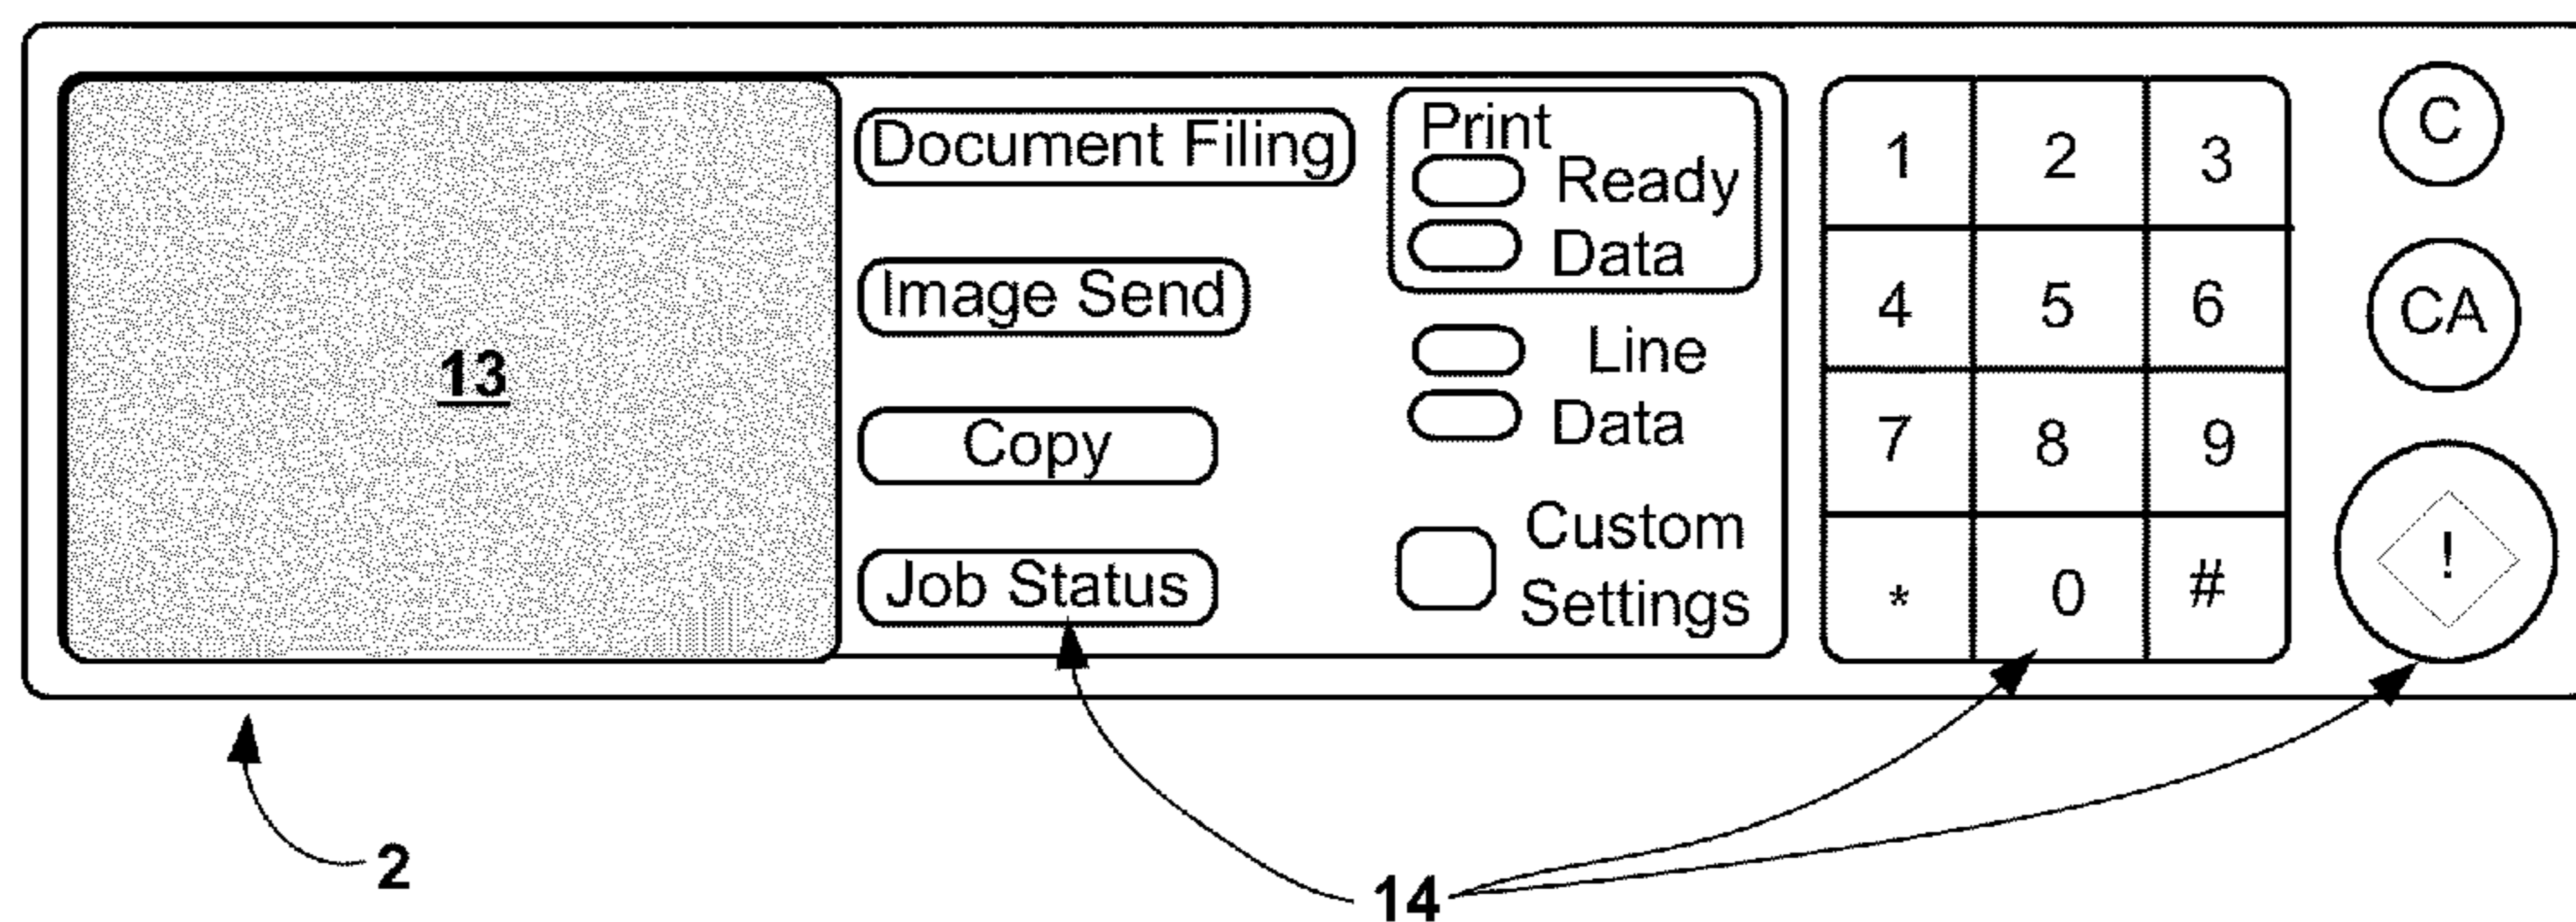 13
Document Filing
Image Send
Copy
Job Status
Print
Ready
Data
Line
Data
Custom
Settings
1 2 3
4 5 6
7 8 9
* 0 #
C
CA
!
2
14